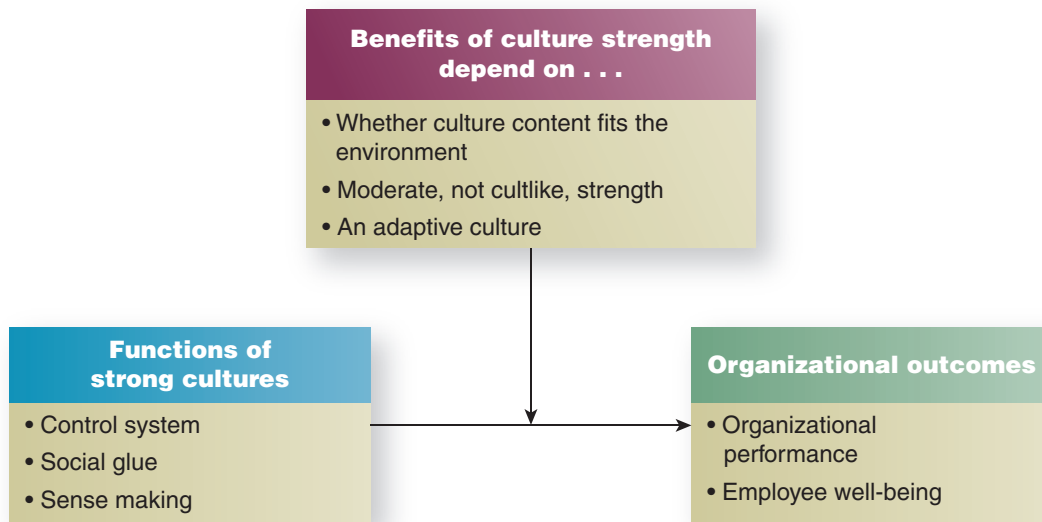 Benefits of culture strength
depend on . . .
• Whether culture content fits the
environment
• Moderate, not cultlike, strength
• An adaptive culture
Functions of
strong cultures
• Control system
• Social glue
• Sense making
Organizational outcomes
• Organizational
performance
• Employee well-being